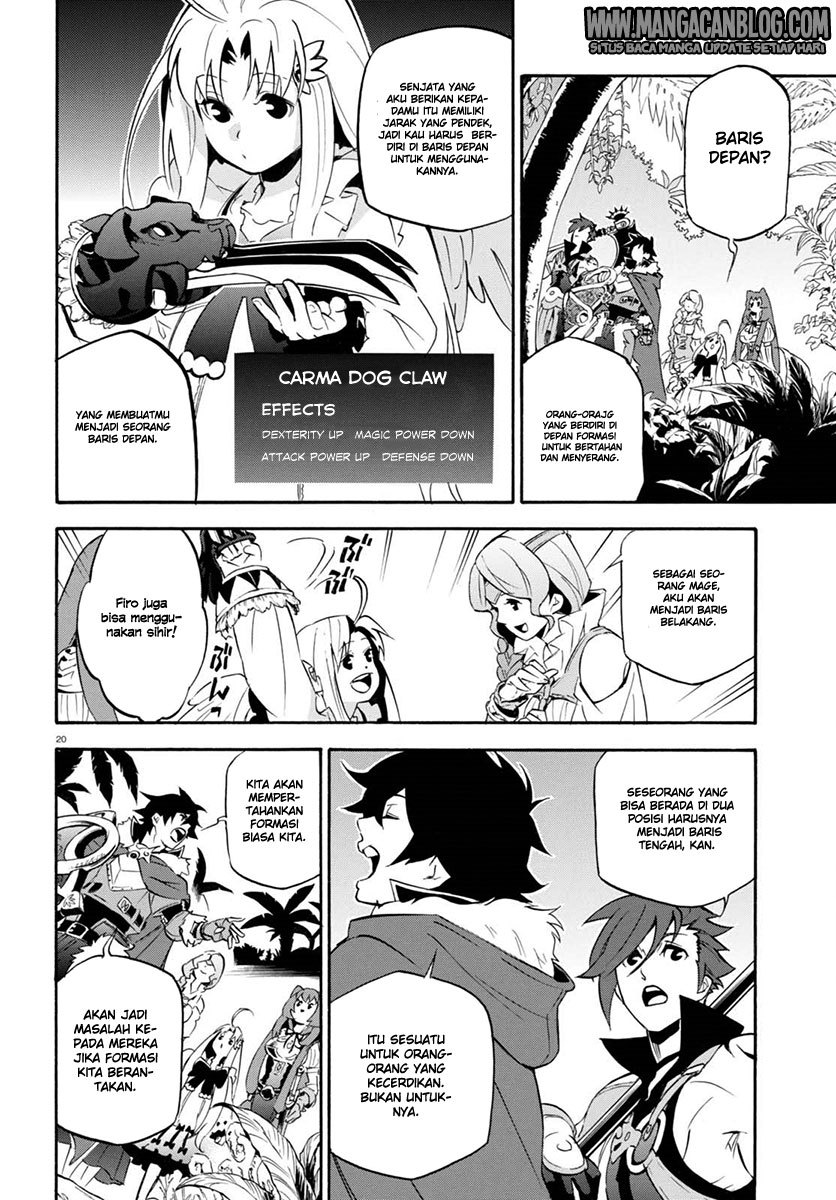 WWW.MANGACANBLOG.COM
SITUS BACA MANGA UPDATE SETIAP HARI
BARIS
DEPAN?
ORANG-ORAJG
YANG BERDIRI DI
DEPAN FORMASI
UNTUK BERTAHAN
DAN MENYERANG.
SENJATA YANG
AKU BERIKAN KEPA-
DAMU ITU MEMILIKI
JARAK YANG PENDEK,
JADI KAU HARUS BER-
DIRI DI BARIS DEPAN
UNTUK MENGGUNA-
KANNYA.
CARMA DOG CLAW
EFFECTS
DEXTERITY UP MAGIC POWER DOWN
ATTACK POWER UP DEFENSE DOWN
YANG MEMBUATMU
MENJADI SEORANG
BARIS DEPAN.
SEBAGAI SEO-
RANG MAGE,
AKU AKAN
MENJADI BARIS
BELAKANG.
ぶん
ぶん
Firo juga
bisa menggu-
nakan sihir!
20
SESEORANG YANG
BISA BERADA DI DUA
POSISI HARUSNYA
MENJADI BARIS
TENGAH, KAN.
ITU SESUATU
UNTUK ORANG-
ORANG YANG
KECERDIKAN.
BUKAN UNTUK-
NYA.
KITA AKAN
MEMPER-
TAHANKAN
FORMASI
BIASA KITA.
AKAN JADI
MASALAH KE-
PADA MEREKA
JIKA FORMASI
KITA BERAN-
TAKAN.